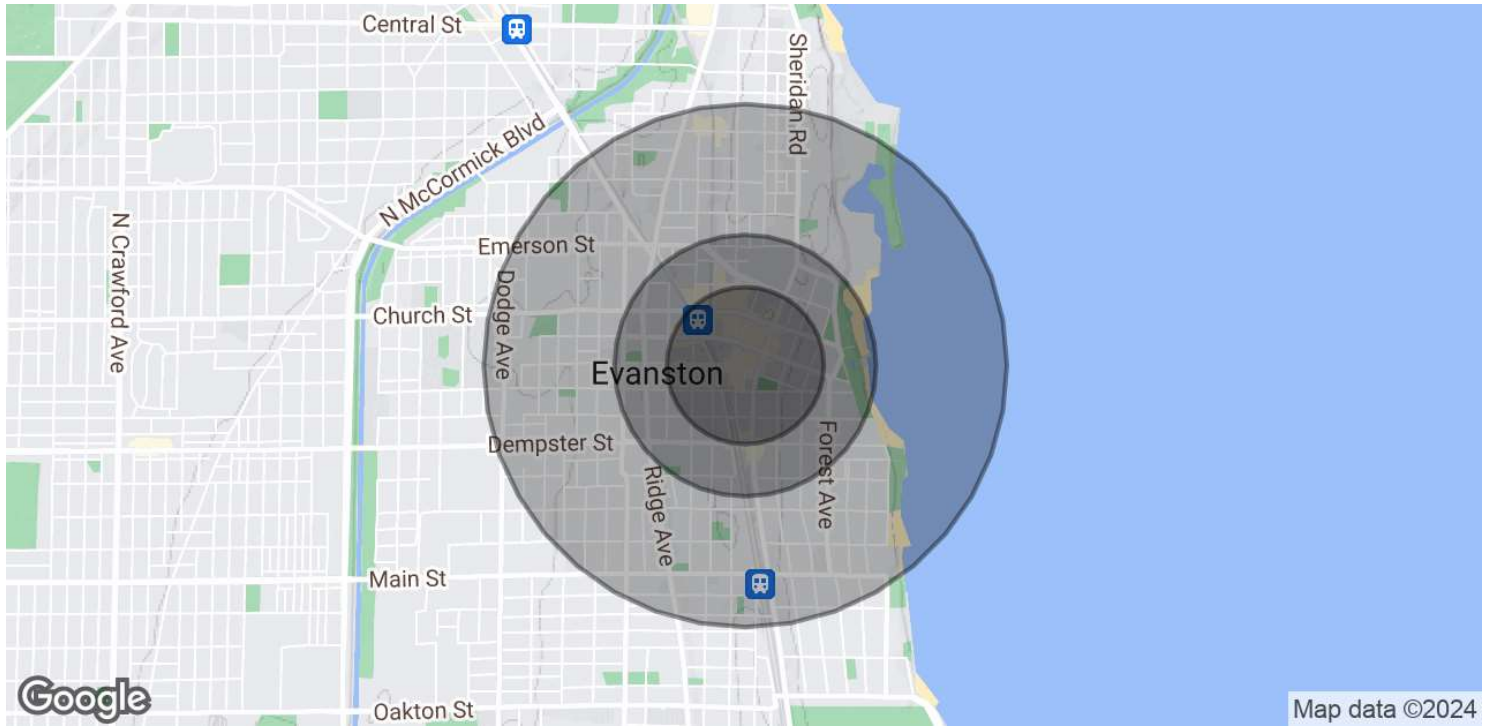 Central St
Sheridan Rd
N McCormick Blvd
N Crawford Ave
Emerson St
Dodge Ave
Church St
Evanston
Dempster St
Forest Ave
Ridge Ave
Main St
Oakton St
Google
Map data ©2024